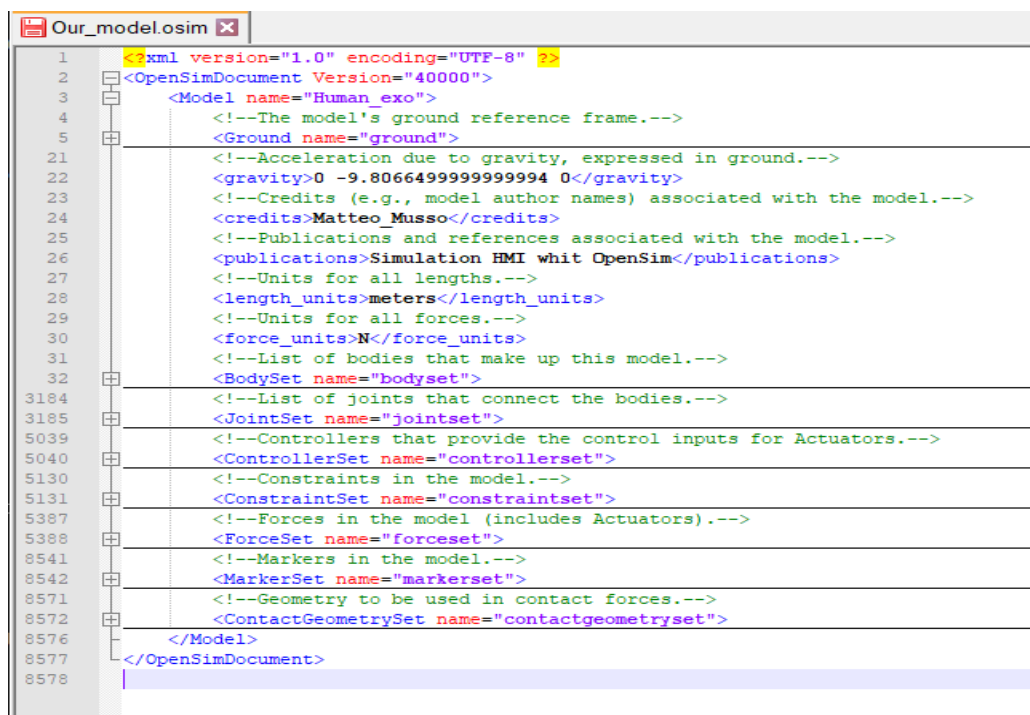 Our_model.osim
1 <?xml version="1.0" encoding="UTF-8" ?>
2 <OpenSimDocument Version="40000">
3 <Model name="Human_exo">
4 <!--The model's ground reference frame.-->
5 <Ground name="ground">
21 <!--Acceleration due to gravity, expressed in ground.-->
22 <gravity>0 -9.8066499999999994 0</gravity>
23 <!--Credits (e.g., model author names) associated with the model.-->
24 <credits>Matteo_Musso</credits>
25 <!--Publications and references associated with the model.-->
26 <publications>Simulation HMI whit OpenSim</publications>
27 <!--Units for all lengths.-->
28 <length_units>meters</length_units>
29 <!--Units for all forces.-->
30 <force_units>N</force_units>
31 <!--List of bodies that make up this model.-->
32 <BodySet name="bodyset">
3184 <!--List of joints that connect the bodies.-->
3185 <JointSet name="jointset">
5039 <!--Controllers that provide the control inputs for Actuators.-->
5040 <ControllerSet name="controllerset">
5130 <!--Constraints in the model.-->
5131 <ConstraintSet name="constraintset">
5387 <!--Forces in the model (includes Actuators).-->
5388 <ForceSet name="forceset">
8541 <!--Markers in the model.-->
8542 <MarkerSet name="markerset">
8571 <!--Geometry to be used in contact forces.-->
8572 <ContactGeometrySet name="contactgeometryset">
8576 </Model>
8577 </OpenSimDocument>
8578